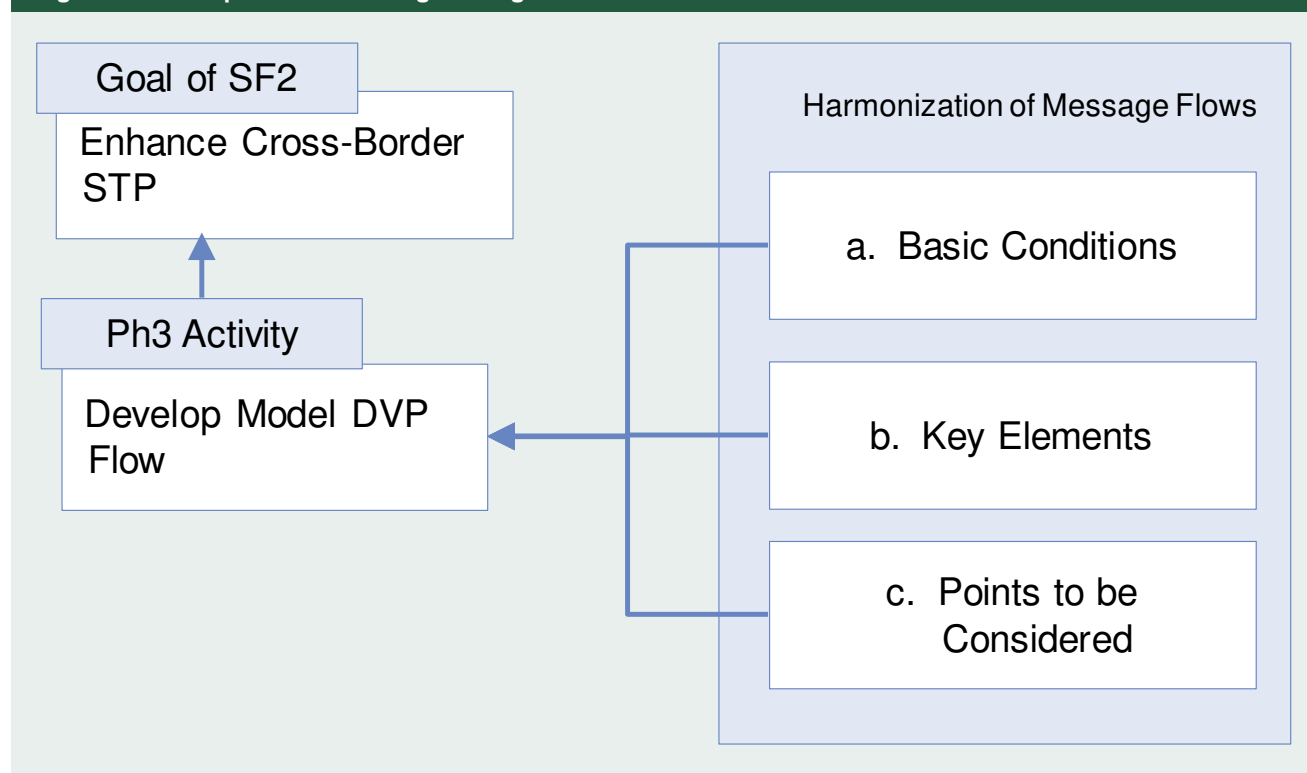 Goal of SF2
Enhance Cross-Border
STP
Ph3 Activity
Develop Model DVP
Flow
Harmonization of Message Flows
a. Basic Conditions
b. Key Elements
c. Points to be
Considered